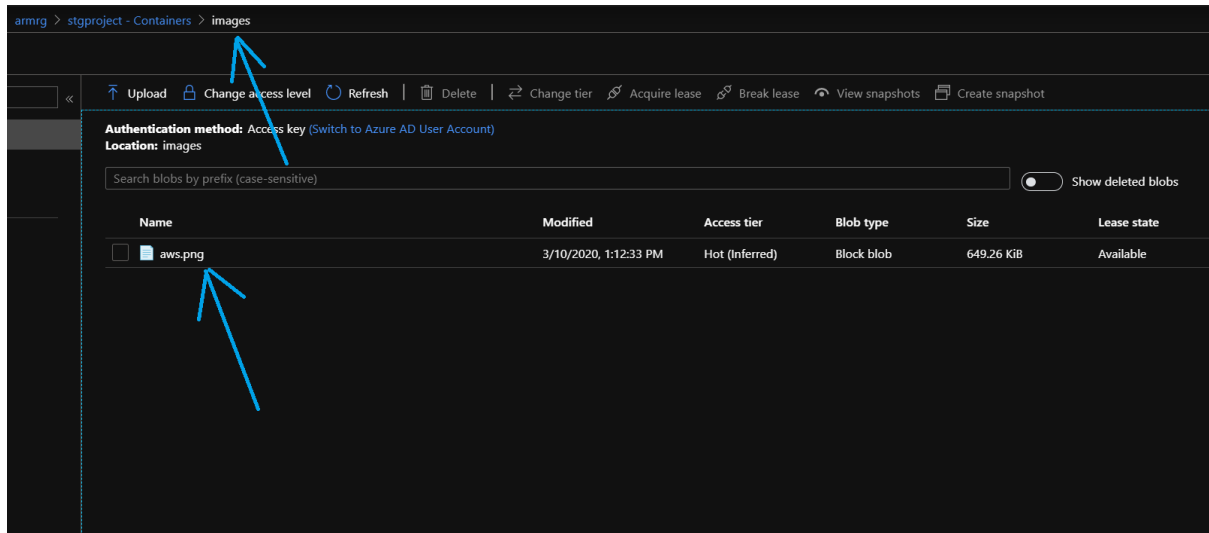 armrg > stgproject - Containers > images
« Upload Change access level Refresh | Delete | Change tier Acquire lease Break lease View snapshots Create snapshot
Authentication method: Access key (Switch to Azure AD User Account)
Location: images
Search blobs by prefix (case-sensitive) Show deleted blobs
Name Modified Access tier Blob type Size Lease state
aws.png 3/10/2020, 1:12:33 PM Hot (Inferred) Block blob 649.26 KiB Available